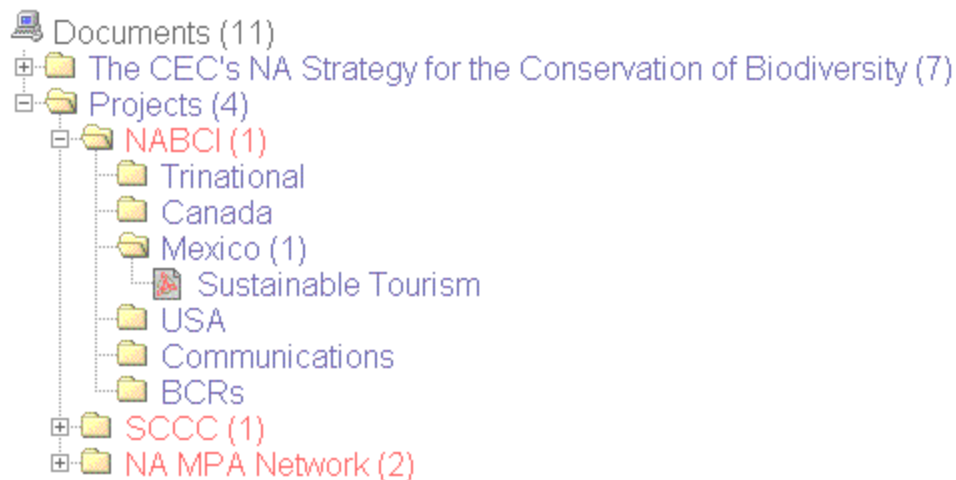 Documents (11)
The CEC's NA Strategy for the Conservation of Biodiversity (7)
Projects (4)
NABCI (1)
Trinational
Canada
Mexico (1)
Sustainable Tourism
USA
Communications
BCRs
SCCC (1)
NA MPA Network (2)